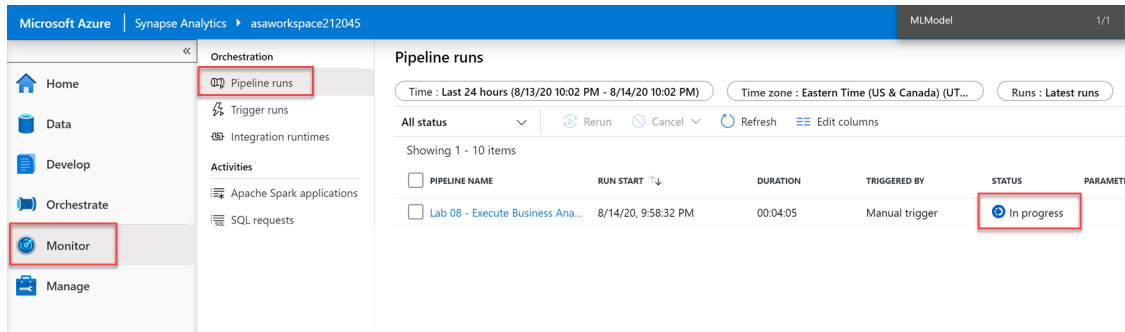 Microsoft Azure Synapse Analytics asaworkspace212045
MLModel 1/1
Home
Data
Develop
Orchestrate
Monitor
Manage
Orchestration
Pipeline runs
Trigger runs
Integration runtimes
Activities
Apache Spark applications
SQL requests
Pipeline runs
Time : Last 24 hours (8/13/20 10:02 PM - 8/14/20 10:02 PM) Time zone : Eastern Time (US & Canada) (UT... Runs : Latest runs
All status Rerun Cancel Refresh Edit columns
Showing 1 - 10 items
PIPELINE NAME RUN START DURATION TRIGGERED BY STATUS
Lab 08 - Execute Business Ana... 8/14/20, 9:58:32 PM 00:04:05 Manual trigger In progress